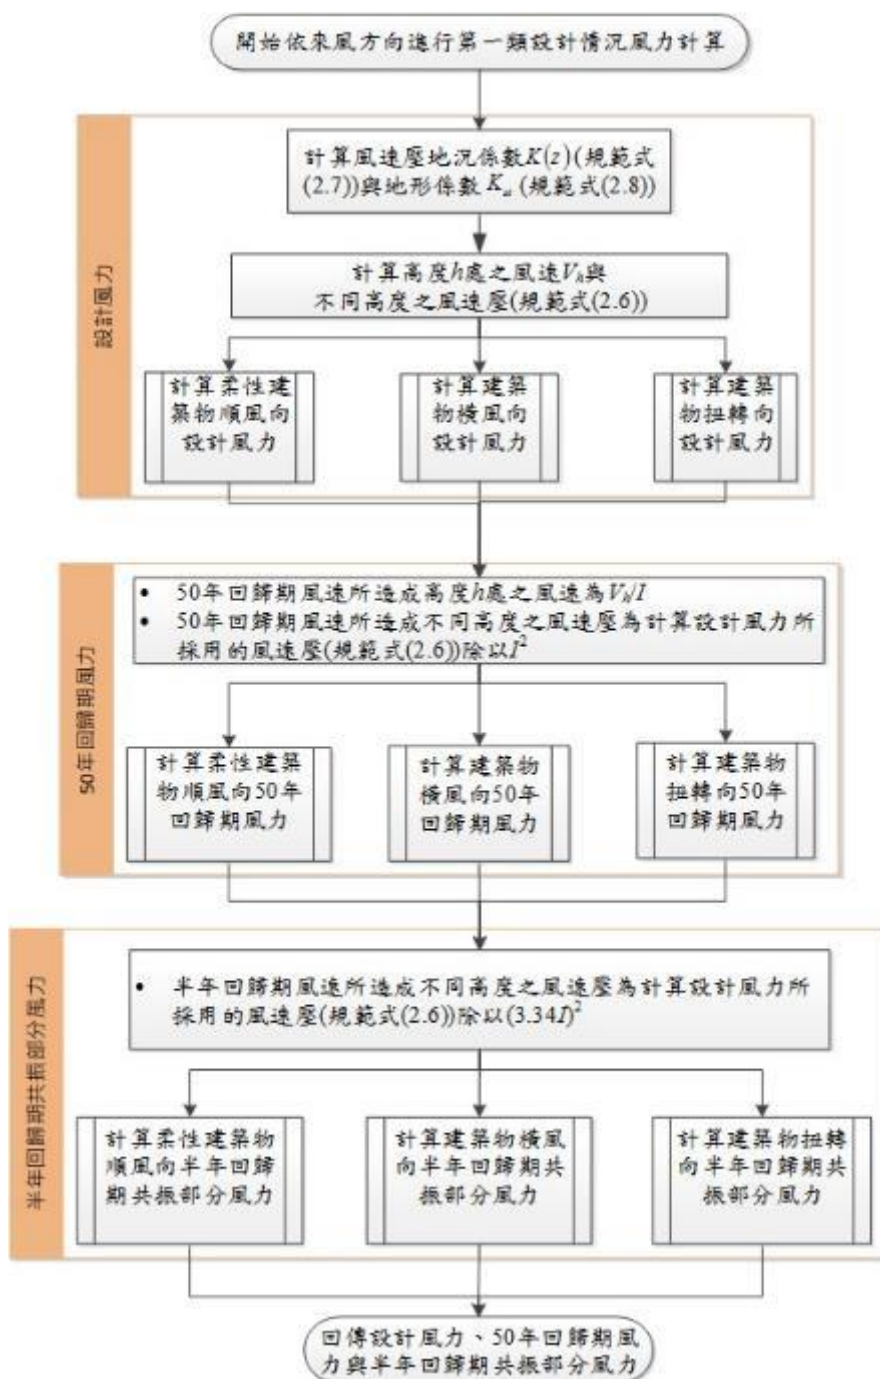 開始依來風方向進行第一類設計情況風力計算
設計風力
計算風速壓地況係數K(z)(規範式
(2.7))與地形係數Kzt (規範式(2.8))
計算高度h處之風速Vh與
不同高度之風速壓(規範式(2.6))
計算柔性建
築物順風向
設計風力
計算建築
物橫風向
設計風力
計算建築
物扭轉向
設計風力
50年回歸期風力
• 50年回歸期風速所造成高度h處之風速為Vh/I
• 50年回歸期風速所造成不同高度之風速壓為計算設計風力所
採用的風速壓(規範式(2.6))除以I²
計算柔性建築
物順風向50年
回歸期風力
計算建築物
橫風向50年
回歸期風力
計算建築物
扭轉向50年
回歸期風力
半年回歸期共振部分風力
• 半年回歸期風速所造成不同高度之風速壓為計算設計風力所
採用的風速壓(規範式(2.6))除以(3.34I)²
計算柔性建築物
順風向半年回歸
期共振部分風力
計算建築物橫風
向半年回歸期共
振部分風力
計算建築物扭轉
向半年回歸期共
振部分風力
回傳設計風力、50年回歸期風
力與半年回歸期共振部分風力